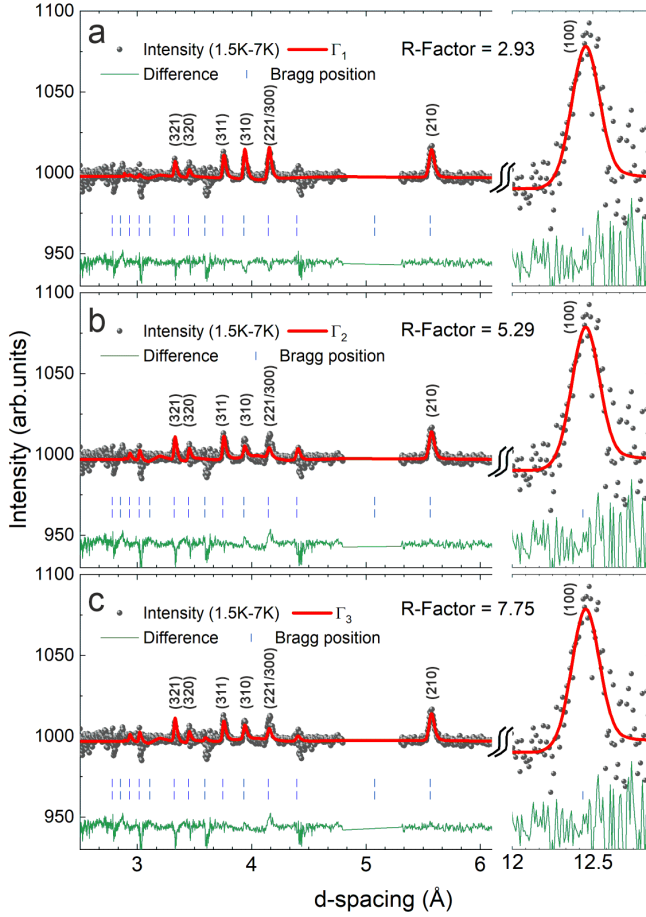 1100
a
Intensity (1.5K-7K) Γ1 R-Factor = 2.93
(100)
Difference Bragg position
1050
(321) (320) (311) (310) (221/300) (210)
1000
950
1100
b
Intensity (1.5K-7K) Γ2 R-Factor = 5.29
(100)
Difference Bragg position
1050
(321) (320) (311) (310) (221/300) (210)
1000
950
1100
c
Intensity (1.5K-7K) Γ3 R-Factor = 7.75
(100)
Difference Bragg position
1050
(321) (320) (311) (310) (221/300) (210)
1000
950
Intensity (arb.units)
3 4 5 6 12 12.5
d-spacing (Å)